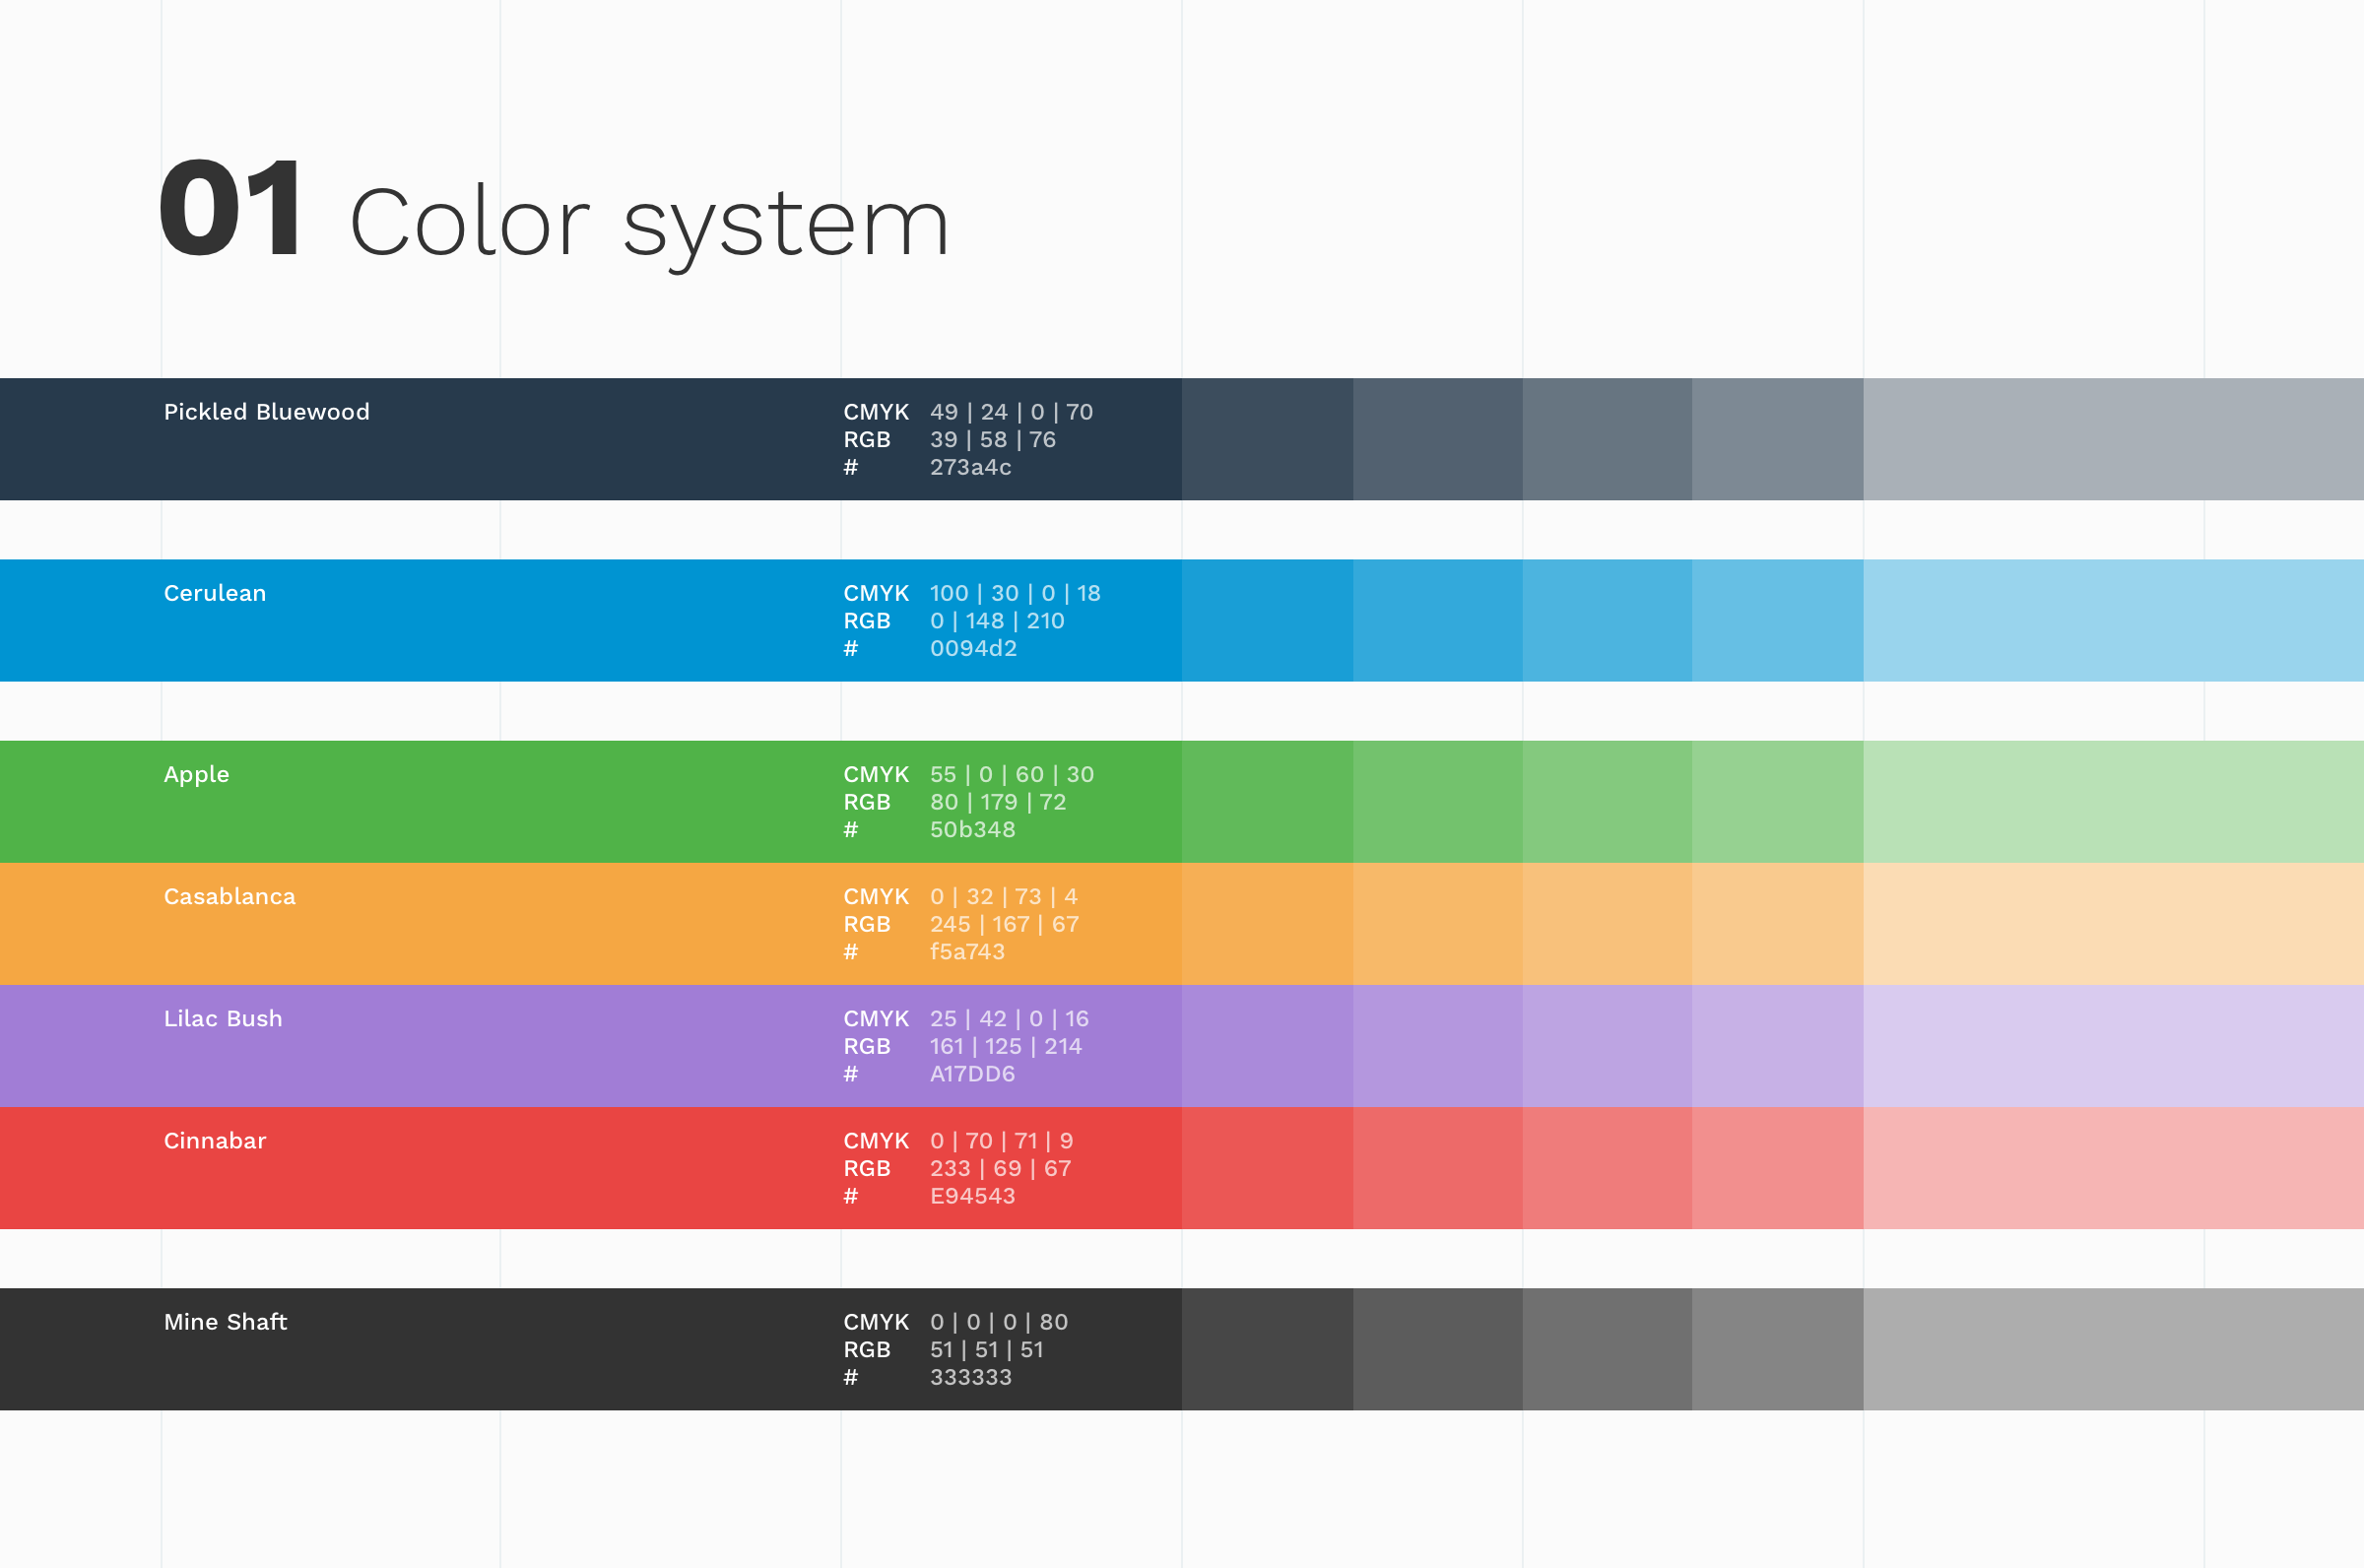 01 Color system
Pickled Bluewood
CMYK 49 | 24 | 0 | 70
RGB 39 | 58 | 76
# 273a4c
Cerulean
CMYK 100 | 30 | 0 | 18
RGB 0 | 148 | 210
# 0094d2
Apple
CMYK 55 | 0 | 60 | 30
RGB 80 | 179 | 72
# 50b348
Casablanca
CMYK 0 | 32 | 73 | 4
RGB 245 | 167 | 67
# f5a743
Lilac Bush
CMYK 25 | 42 | 0 | 16
RGB 161 | 125 | 214
# A17DD6
Cinnabar
CMYK 0 | 70 | 71 | 9
RGB 233 | 69 | 67
# E94543
Mine Shaft
CMYK 0 | 0 | 0 | 80
RGB 51 | 51 | 51
# 333333